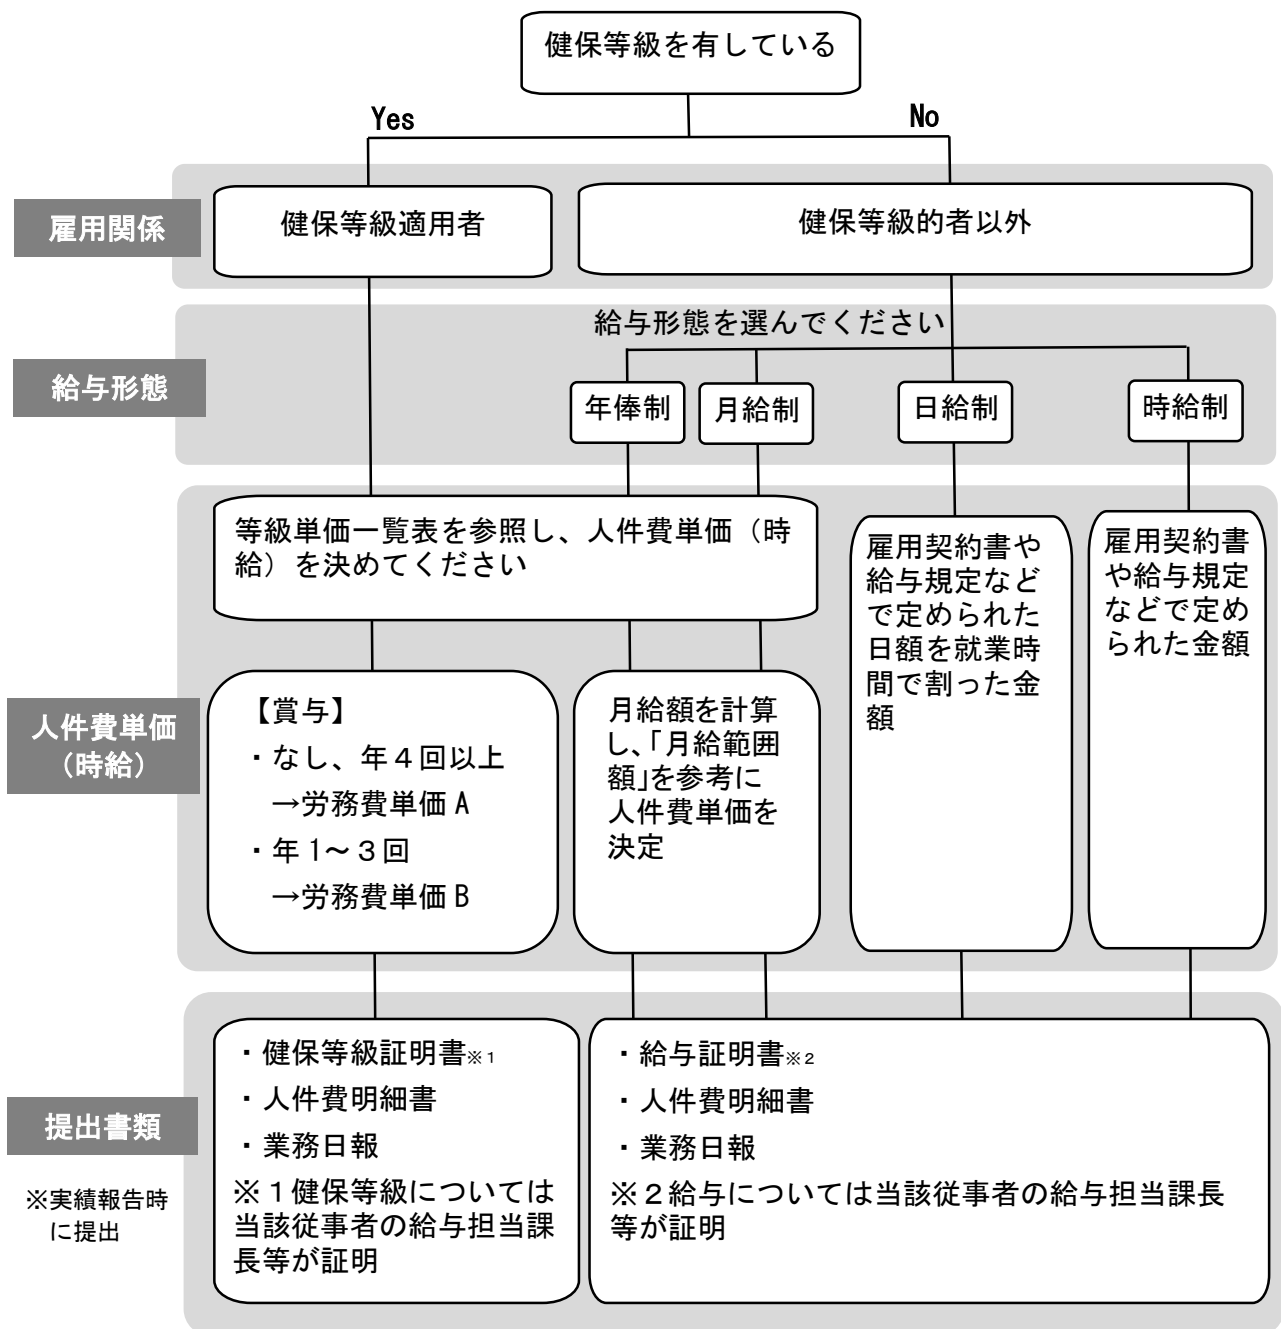 健保等級を有している
Yes
No
雇用関係
健保等級適用者
健保等級的者以外
給与形態を選んでください
給与形態
年俸制
月給制
日給制
時給制
人件費単価
（時給）
等級単価一覧表を参照し、人件費単価（時
給）を決めてください
【賞与】
・なし、年４回以上
→労務費単価 A
・年 1～３回
→労務費単価 B
月給額を計算
し、「月給範囲
額」を参考に
人件費単価を
決定
雇用契約書や
給与規定など
で定められた
日額を就業時
間で割った金
額
雇用契約書
や給与規定
などで定め
られた金額
提出書類
※実績報告時
に提出
・健保等級証明書※１
・人件費明細書
・業務日報
※１健保等級については
当該従事者の給与担当課
長等が証明
・給与証明書※２
・人件費明細書
・業務日報
※２給与については当該従事者の給与担当課長
等が証明